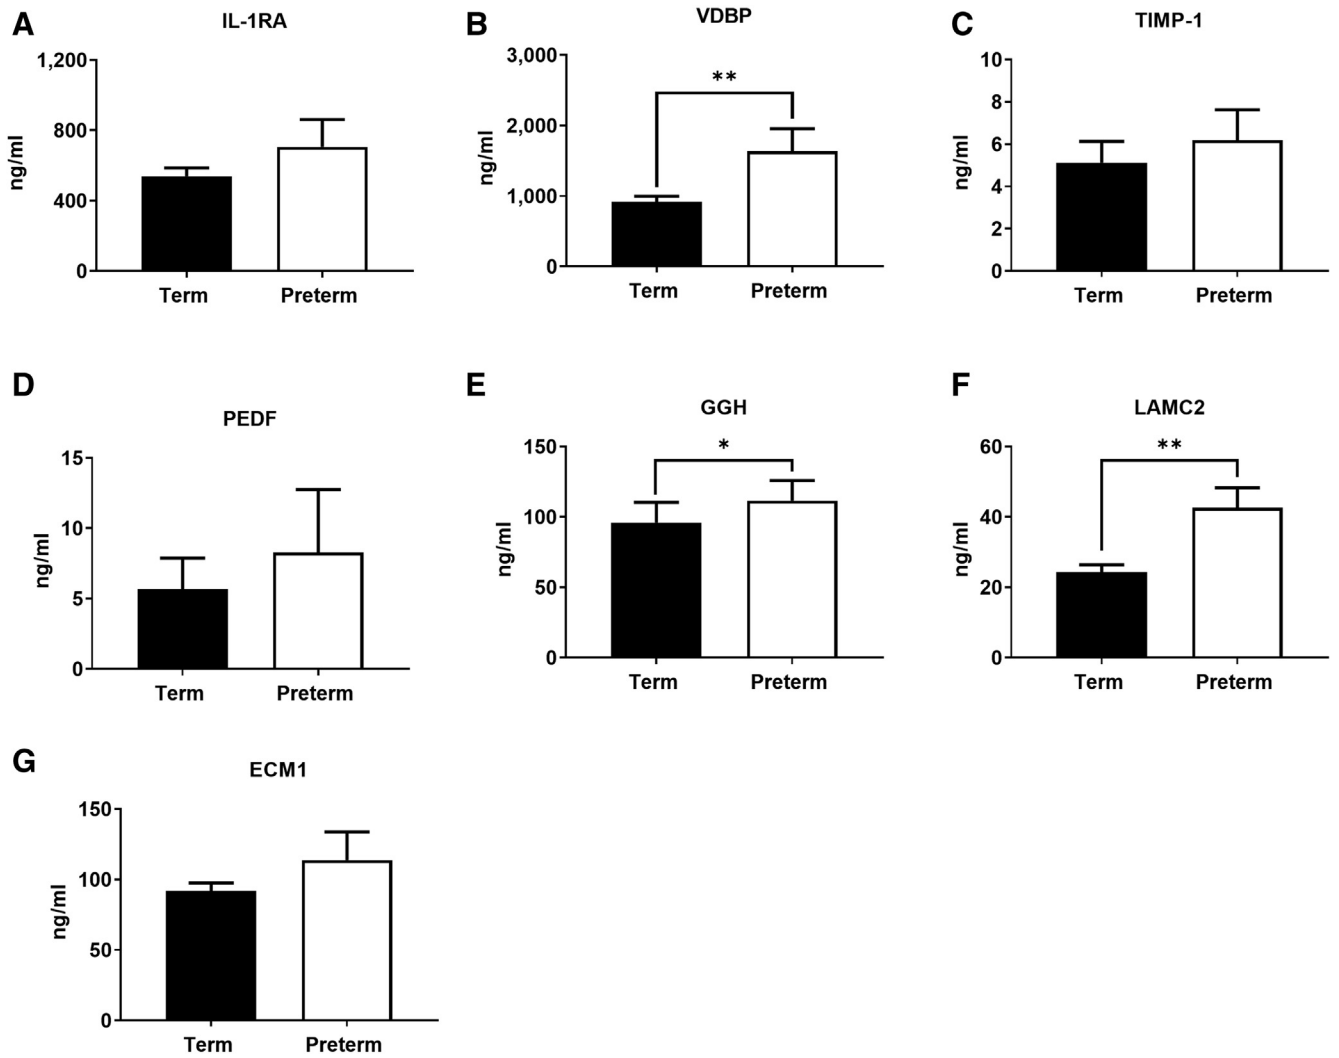 A
IL-1RA
1,200
800
400
0
ng/ml
Term
Preterm
B
VDBP
3,000
2,000
1,000
0
ng/ml
**
Term
Preterm
C
TIMP-1
10
8
6
4
2
0
ng/ml
Term
Preterm
D
PEDF
15
10
5
0
ng/ml
Term
Preterm
E
GGH
150
100
50
0
ng/ml
*
Term
Preterm
F
LAMC2
60
40
20
0
ng/ml
**
Term
Preterm
G
ECM1
150
100
50
0
ng/ml
Term
Preterm